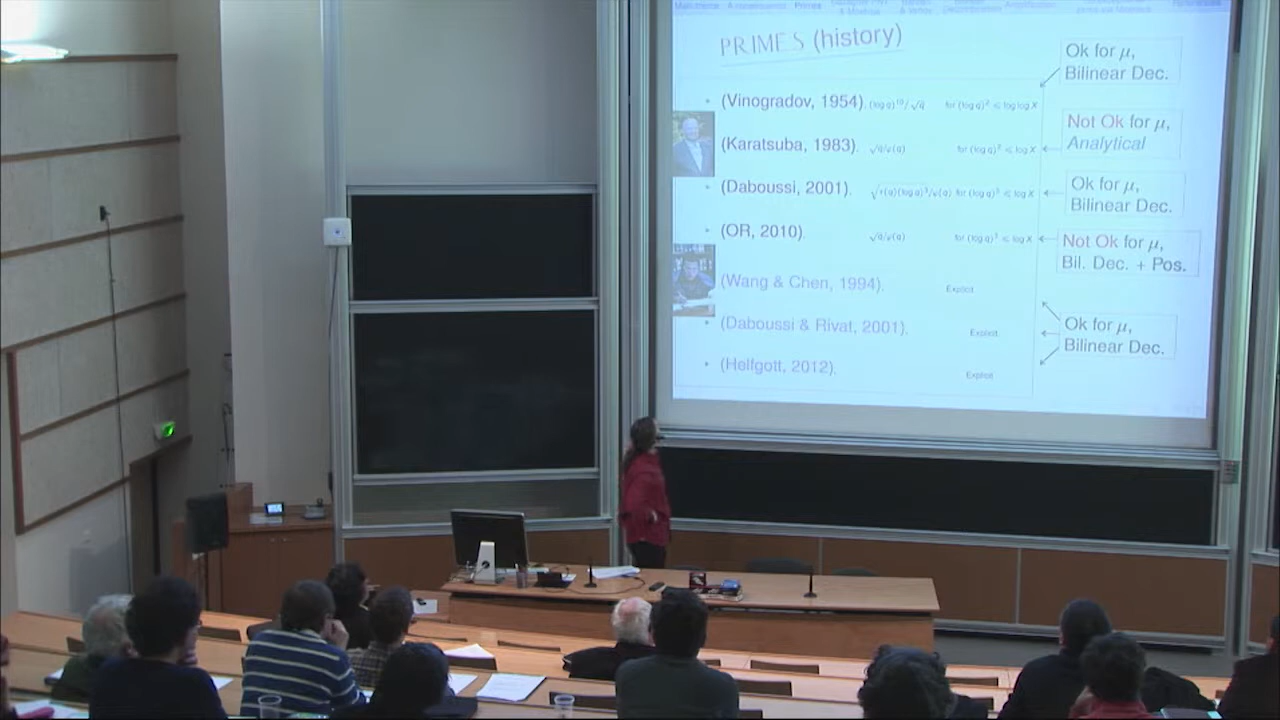 Primes
PRIMES (history)
Ok for μ,
Bilinear Dec.
• (Vinogradov, 1954). (log q)¹⁰/√q for (log q)² ⩽ log log X
Not Ok for μ,
Analytical
(Karatsuba, 1983). √q/φ(q) for (log q)² ⩽ log X
Ok for μ,
Bilinear Dec.
• (Daboussi, 2001). for (log q)⁵ ⩽ log X
(OR, 2010). √q/φ(q) for (log q)³ ⩽ log X
Not Ok for μ,
Bil. Dec. + Pos.
(Wang & Chen, 1994). Explicit
• (Daboussi & Rivat, 2001). Explicit
Ok for μ,
Bilinear Dec.
• (Helfgott, 2012). Explicit